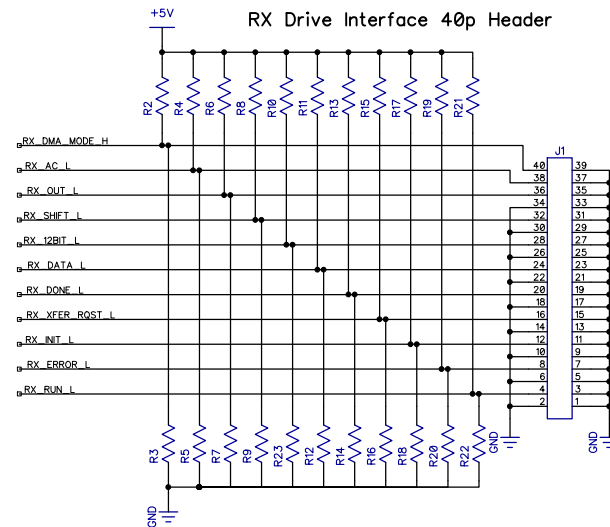 +5V
RX Drive Interface 40p Header
R2 R4 R6 R8 R10 R11 R13 R15 R17 R19 R21
J1
RX_DMA_MODE_H
RX_AC_L
RX_OUT_L
RX_SHIFT_L
RX_12BIT_L
RX_DATA_L
RX_DONE_L
RX_XFER_RQST_L
RX_INIT_L
RX_ERROR_L
RX_RUN_L
40 39
38 37
36 35
34 33
32 31
30 29
28 27
26 25
24 23
22 21
20 19
18 17
16 15
14 13
12 11
10 9
8 7
6 5
4 3
2 1
R3 R5 R7 R9 R23 R12 R14 R16 R18 R20 R22
GND GND
GND